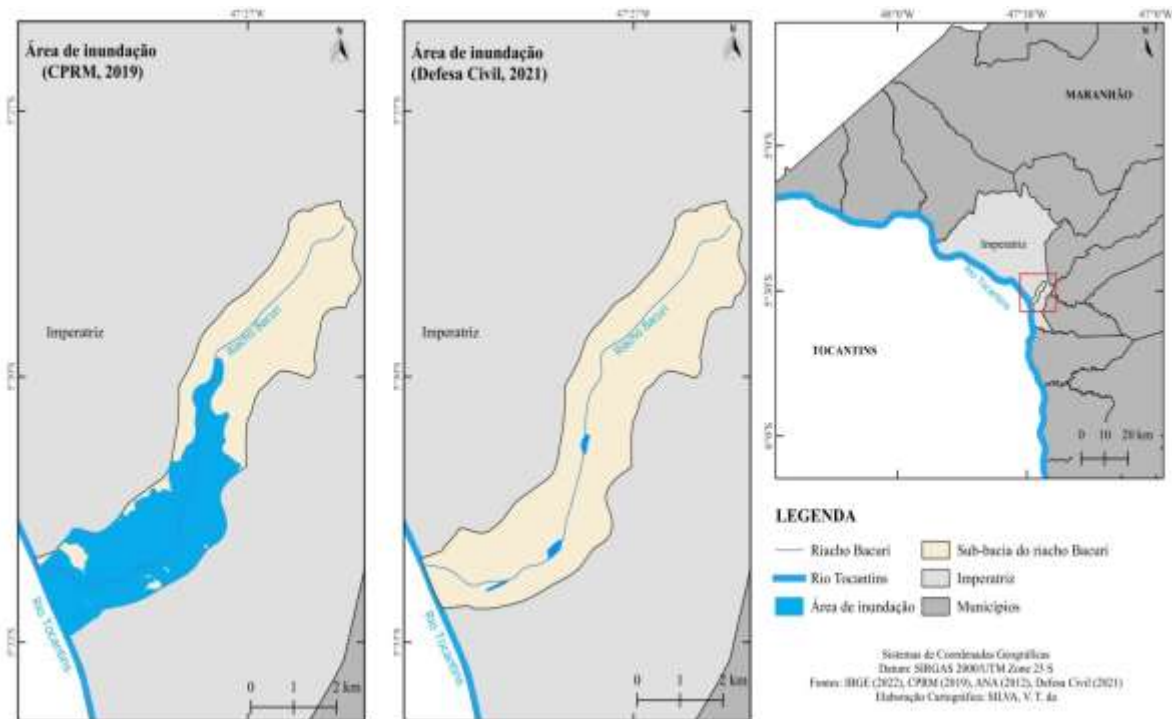 47°27'W
Área de inundação
(CPRM, 2019)
N
Imperatriz
Riacho Bacuri
Rio Tocantins
0 1 2 km
Área de inundação
(Defesa Civil, 2021)
N
Imperatriz
Riacho Bacuri
Rio Tocantins
0 1 2 km
N
MARANHÃO
Imperatriz
Rio Tocantins
TOCANTINS
0 10 20 km
LEGENDA
Riacho Bacuri
Sub-bacia do riacho Bacuri
Rio Tocantins
Imperatriz
Área de inundação
Municípios
Sistemas de Coordenadas Geográficas
Datum: SIRGAS 2000/UTM Zone 23 S
Fontes: IBGE (2022), CPRM (2019), ANA (2012), Defesa Civil (2021)
Elaboração Cartográfica: SILVA, V. T. da